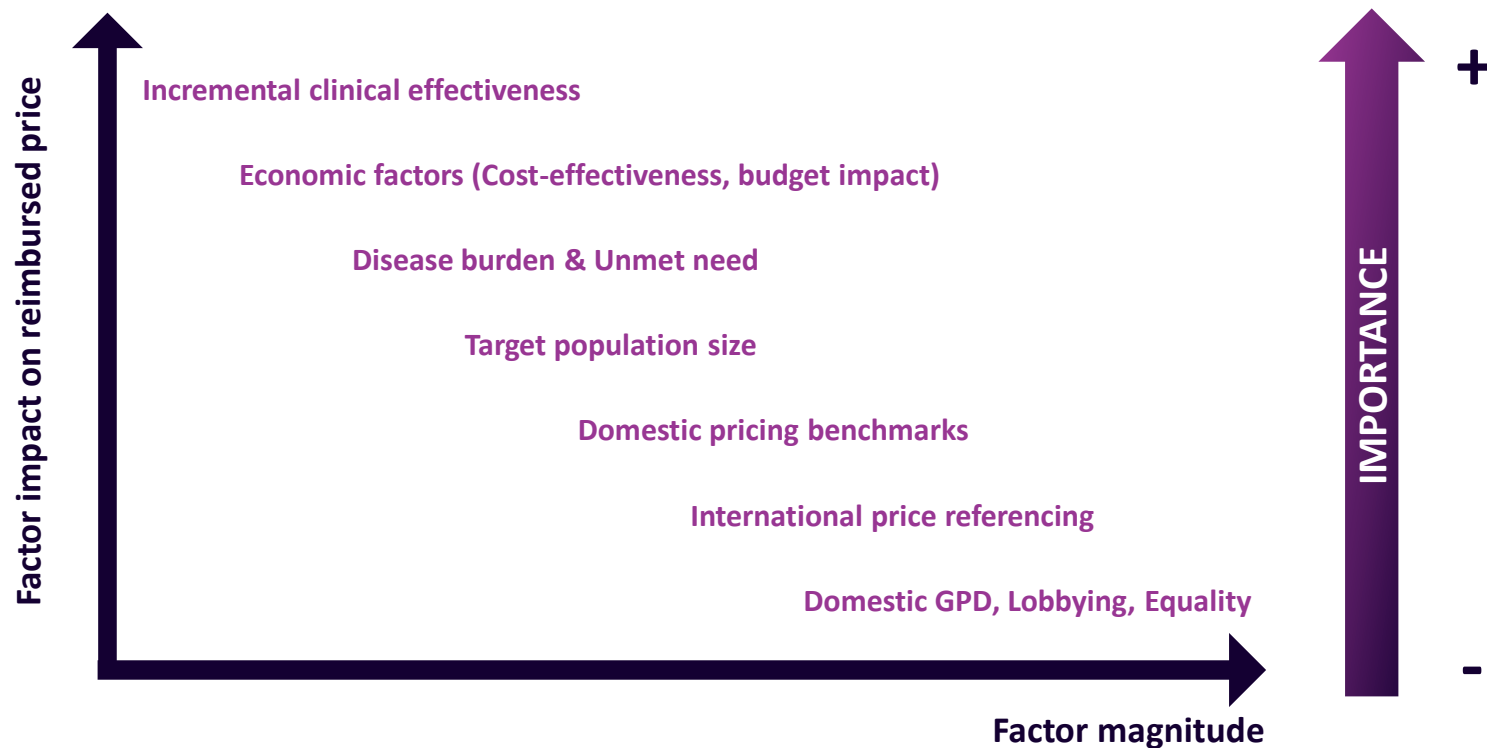 Factor impact on reimbursed price
Incremental clinical effectiveness
Economic factors (Cost-effectiveness, budget impact)
Disease burden & Unmet need
Target population size
Domestic pricing benchmarks
International price referencing
Domestic GPD, Lobbying, Equality
Factor magnitude
IMPORTANCE
+
-